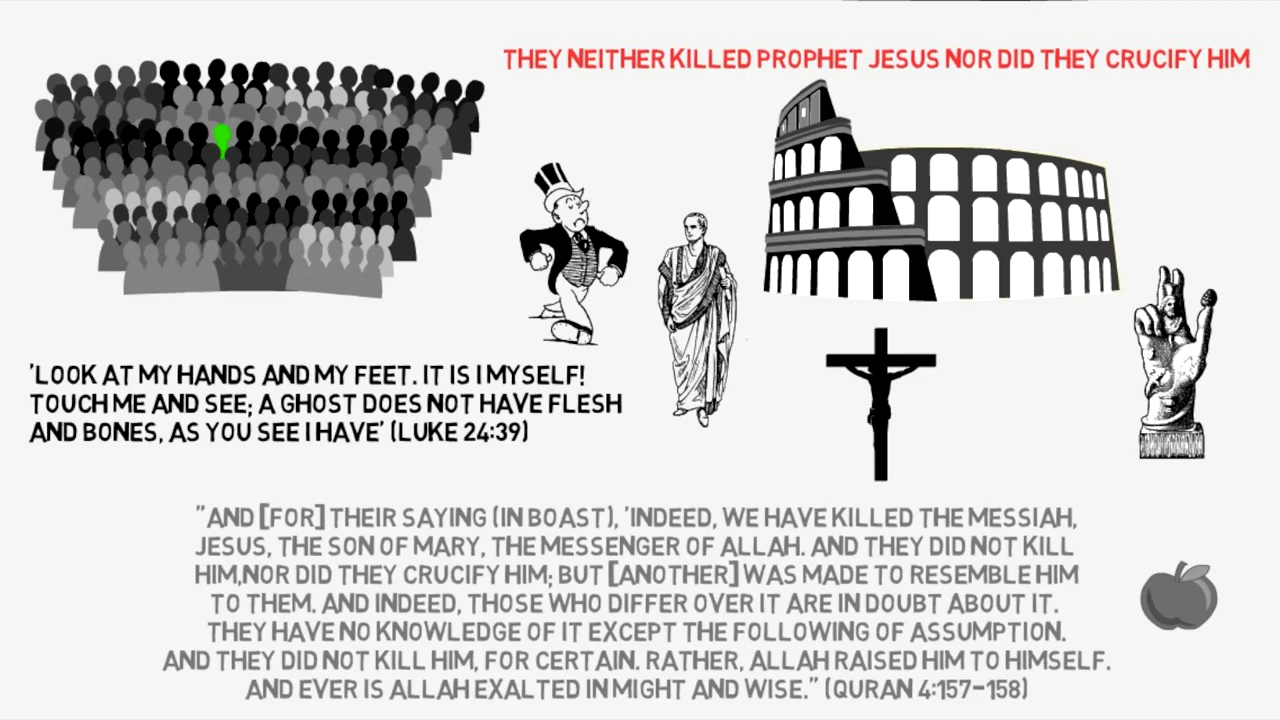 THEY NEITHER KILLED PROPHET JESUS NOR DID THEY CRUCIFY HIM
'LOOK AT MY HANDS AND MY FEET. IT IS I MYSELF!
TOUCH ME AND SEE; A GHOST DOES NOT HAVE FLESH
AND BONES, AS YOU SEE I HAVE' (LUKE 24:39)
"AND [FOR] THEIR SAYING (IN BOAST), 'INDEED, WE HAVE KILLED THE MESSIAH,
JESUS, THE SON OF MARY, THE MESSENGER OF ALLAH. AND THEY DID NOT KILL
HIM,NOR DID THEY CRUCIFY HIM; BUT [ANOTHER] WAS MADE TO RESEMBLE HIM
TO THEM. AND INDEED, THOSE WHO DIFFER OVER IT ARE IN DOUBT ABOUT IT.
THEY HAVE NO KNOWLEDGE OF IT EXCEPT THE FOLLOWING OF ASSUMPTION.
AND THEY DID NOT KILL HIM, FOR CERTAIN. RATHER, ALLAH RAISED HIM TO HIMSELF.
AND EVER IS ALLAH EXALTED IN MIGHT AND WISE." (QURAN 4:157-158)